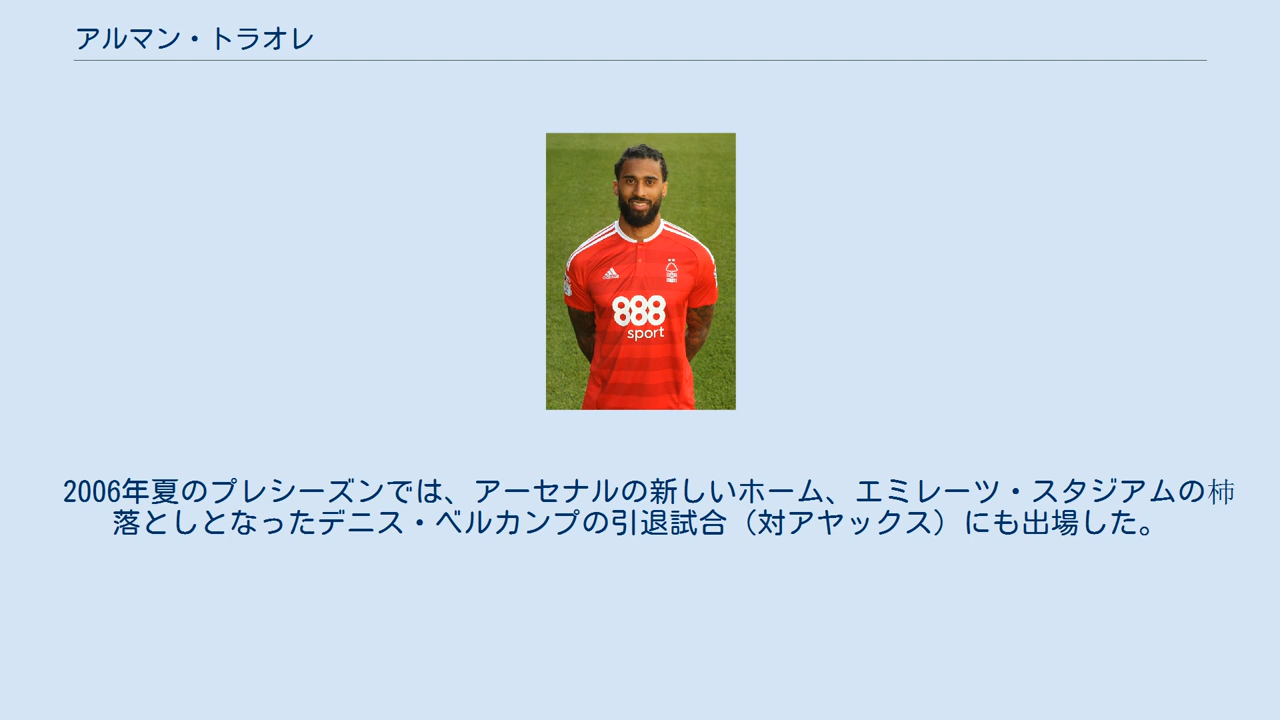 アルマン・トラオレ
888
sport
2006年夏のプレシーズンでは、アーセナルの新しいホーム、エミレーツ・スタジアムの杮
落としとなったデニス・ベルカンプの引退試合（対アヤックス）にも出場した。